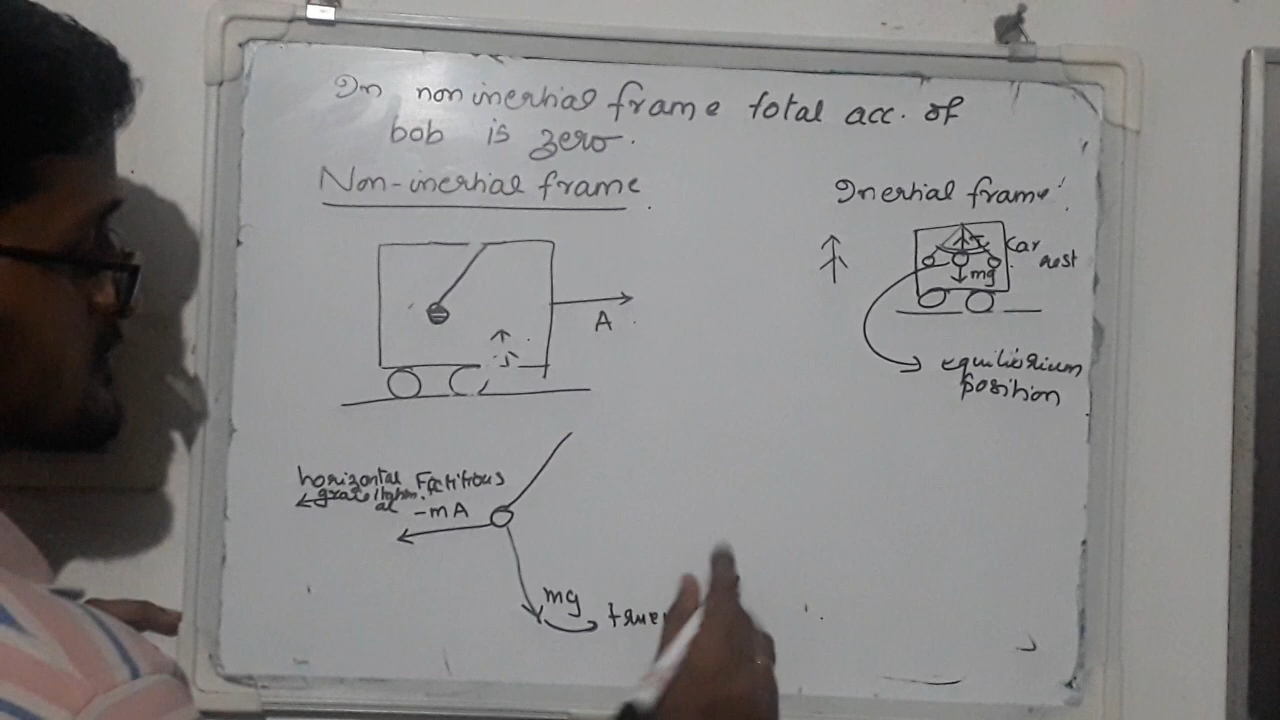 In non inertial frame total acc. of
bob is zero.
Non-inertial frame.
Inertial frame:
T
car
rest
mg
A
equilibrium
position
horizontal Fictitious
-mA
mg
true